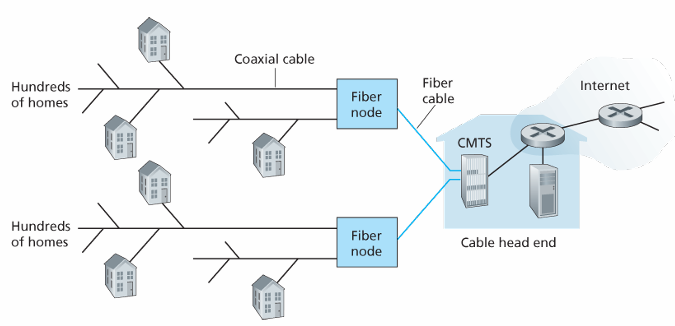 Coaxial cable
Hundreds
of homes
Fiber
node
Fiber
cable
Internet
CMTS
Hundreds
of homes
Fiber
node
Cable head end